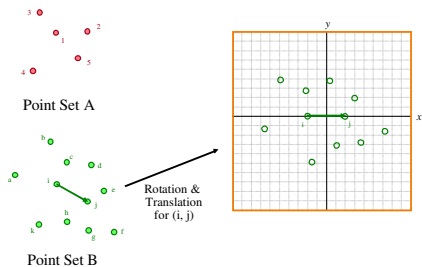 3
2
1
5
4
Point Set A
b
c
d
a
i
e
j
k
h
g
f
Point Set B
Rotation &
Translation
for (i, j)
y
x
i
j